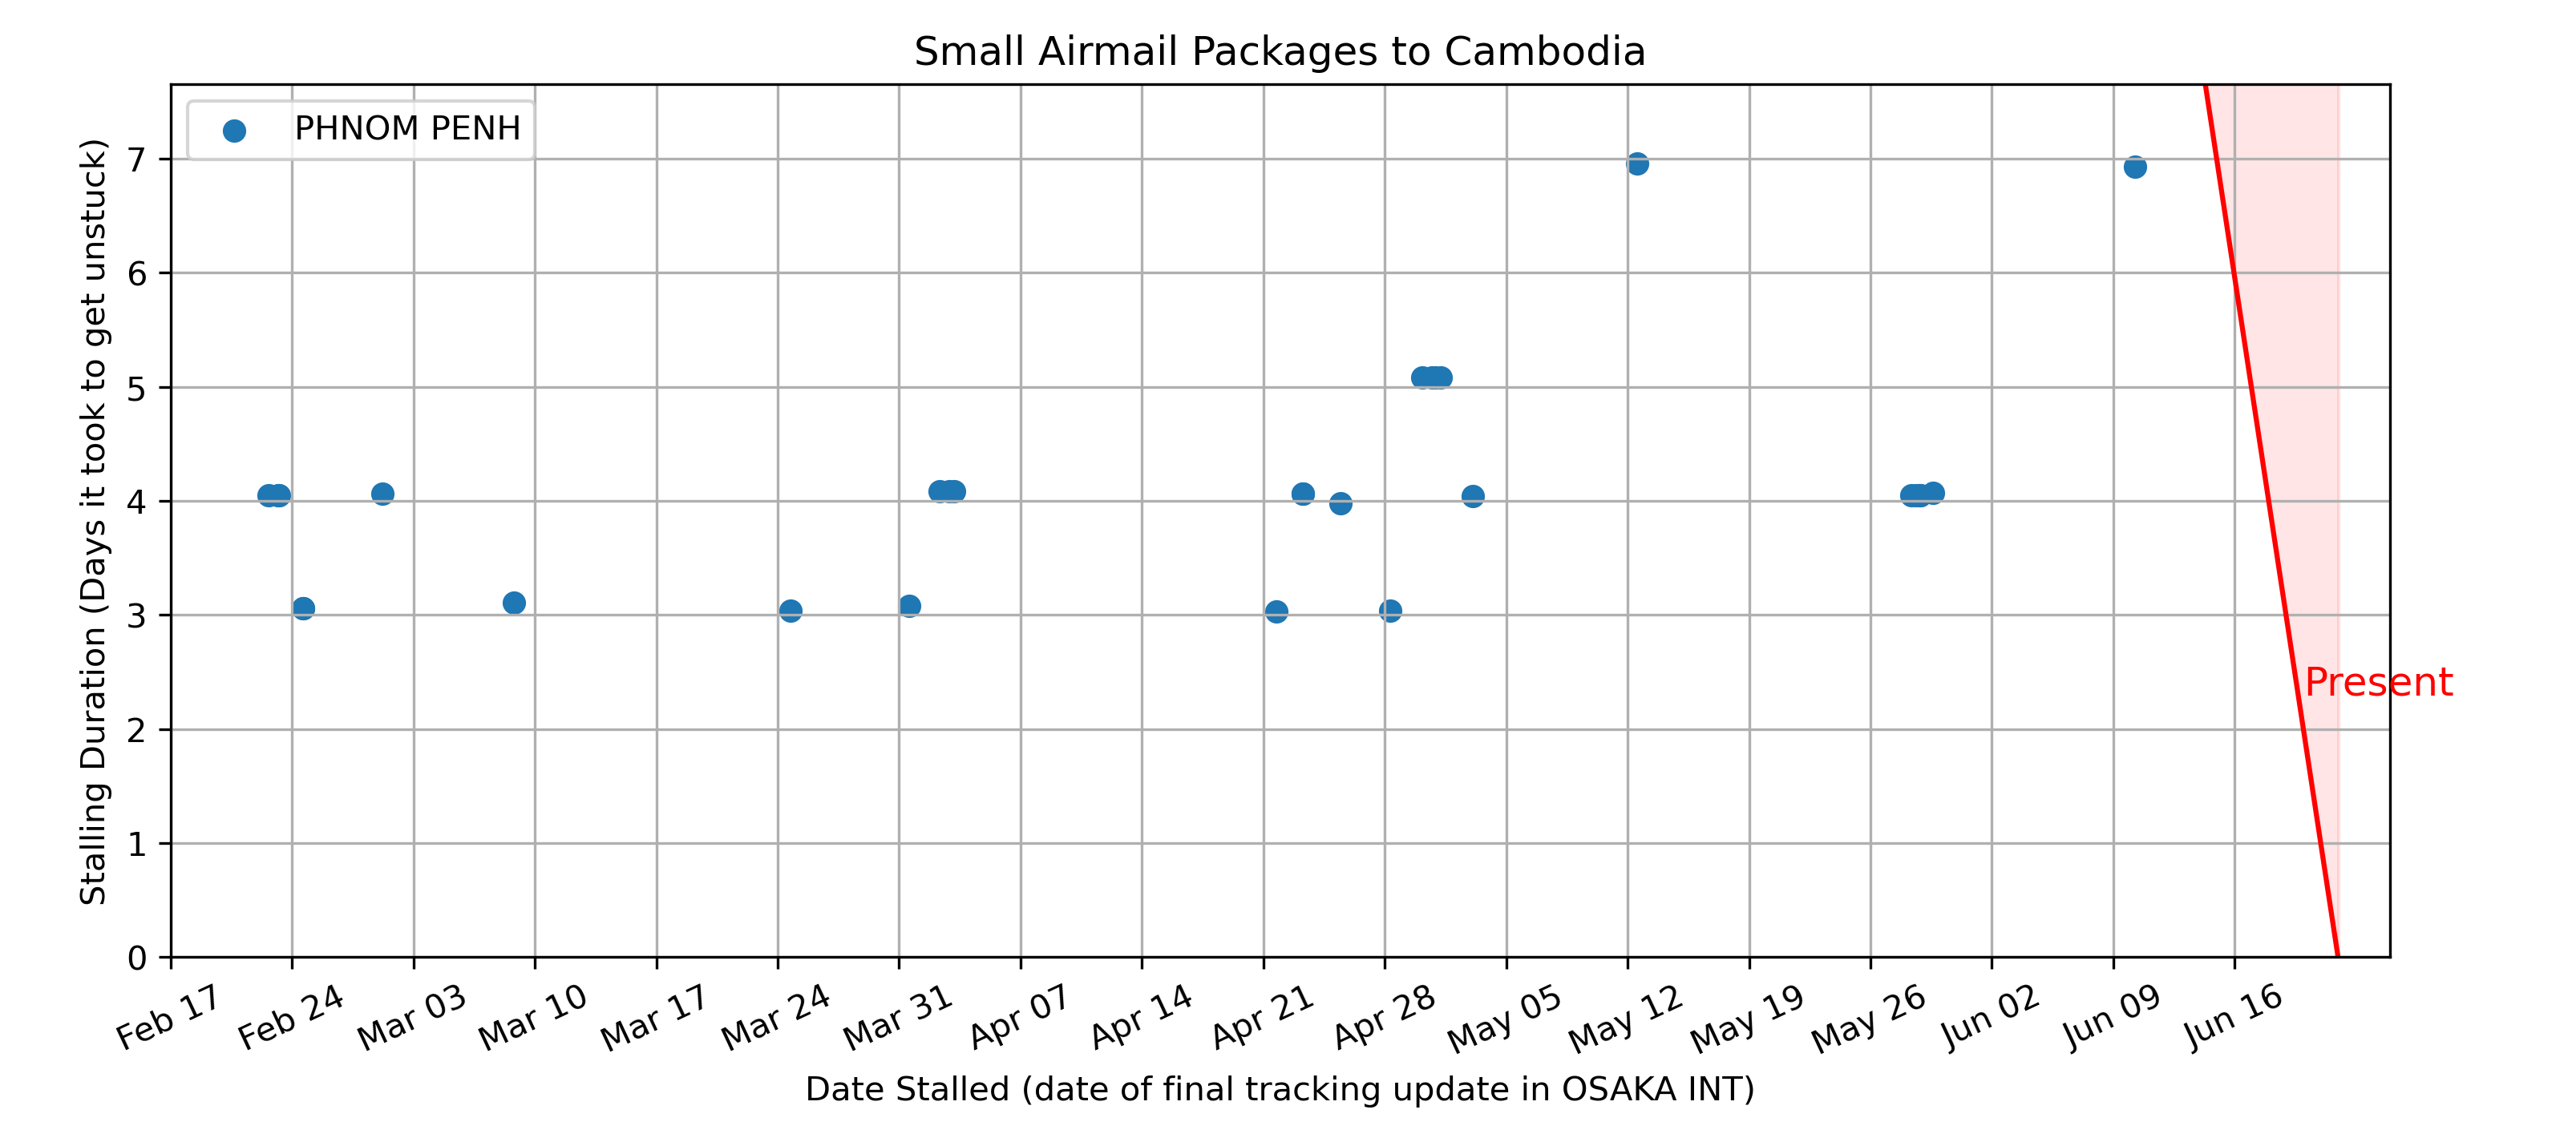 Small Airmail Packages to Cambodia
PHNOM PENH
Stalling Duration (Days it took to get unstuck)
7
6
5
4
3
2
1
0
Present
Feb 17
Feb 24
Mar 03
Mar 10
Mar 17
Mar 24
Mar 31
Apr 07
Apr 14
Apr 21
Apr 28
May 05
May 12
May 19
May 26
Jun 02
Jun 09
Jun 16
Date Stalled (date of final tracking update in OSAKA INT)